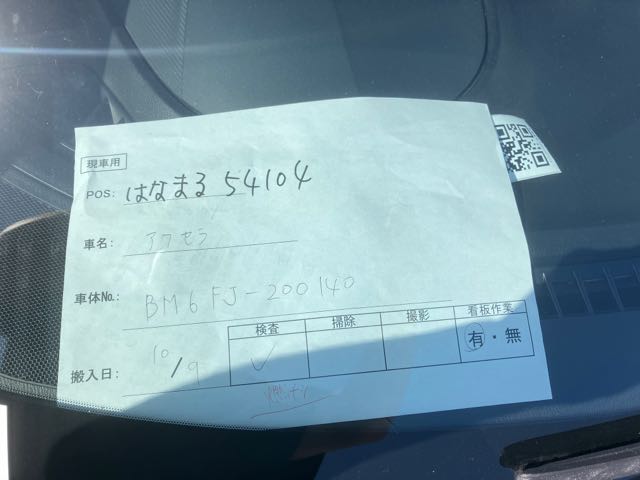 現車用
POS: はなまる 54104
車名: アクセラ
車体No.: BM6FJ-200140
検査 掃除 撮影 看板作業
搬入日: 10/9 ✓ 有・無